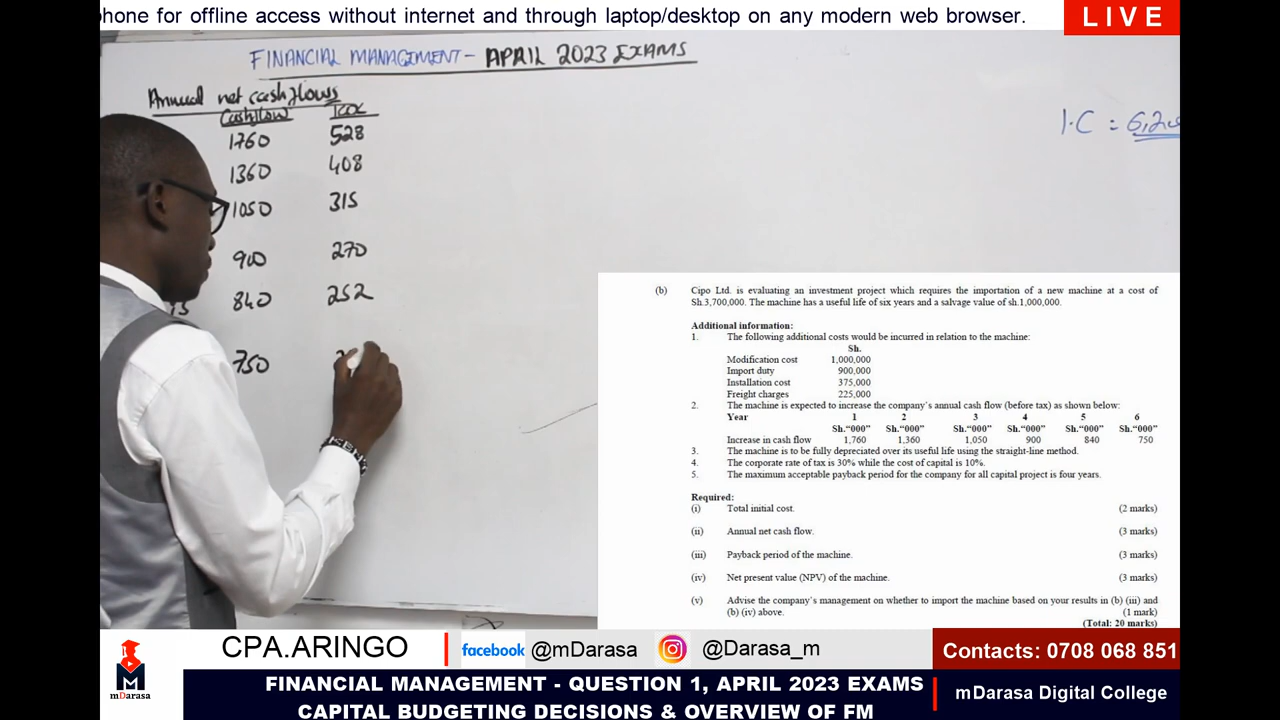 phone for offline access without internet and through laptop/desktop on any modern web browser.
LIVE
FINANCIAL MANAGEMENT - APRIL 2023 EXAMS
Annual net cashflows
Cashflow Tax
1760 528
1360 408
1050 315
900 270
840 252
750
I.C =
(b) Cipo Ltd. is evaluating an investment project which requires the importation of a new machine at a cost of
Sh.3,700,000. The machine has a useful life of six years and a salvage value of sh.1,000,000.
Additional information:
1. The following additional costs would be incurred in relation to the machine:
Sh.
Modification cost 1,000,000
Import duty 900,000
Installation cost 375,000
Freight charges 225,000
2. The machine is expected to increase the company's annual cash flow (before tax) as shown below:
Year 1 2 3 4 5 6
Sh."000" Sh."000" Sh."000" Sh."000" Sh."000" Sh."000"
Increase in cash flow 1,760 1,360 1,050 900 840 750
3. The machine is to be fully depreciated over its useful life using the straight-line method.
4. The corporate rate of tax is 30% while the cost of capital is 10%.
5. The maximum acceptable payback period for the company for all capital project is four years.
Required:
(i) Total initial cost. (2 marks)
(ii) Annual net cash flow. (3 marks)
(iii) Payback period of the machine. (3 marks)
(iv) Net present value (NPV) of the machine. (3 marks)
(v) Advise the company's management on whether to import the machine based on your results in (b) (iii) and
(b) (iv) above. (1 mark)
(Total: 20 marks)
CPA.ARINGO
facebook @mDarasa
@Darasa_m
Contacts: 0708 068 851
mDarasa
FINANCIAL MANAGEMENT - QUESTION 1, APRIL 2023 EXAMS
CAPITAL BUDGETING DECISIONS & OVERVIEW OF FM
mDarasa Digital College